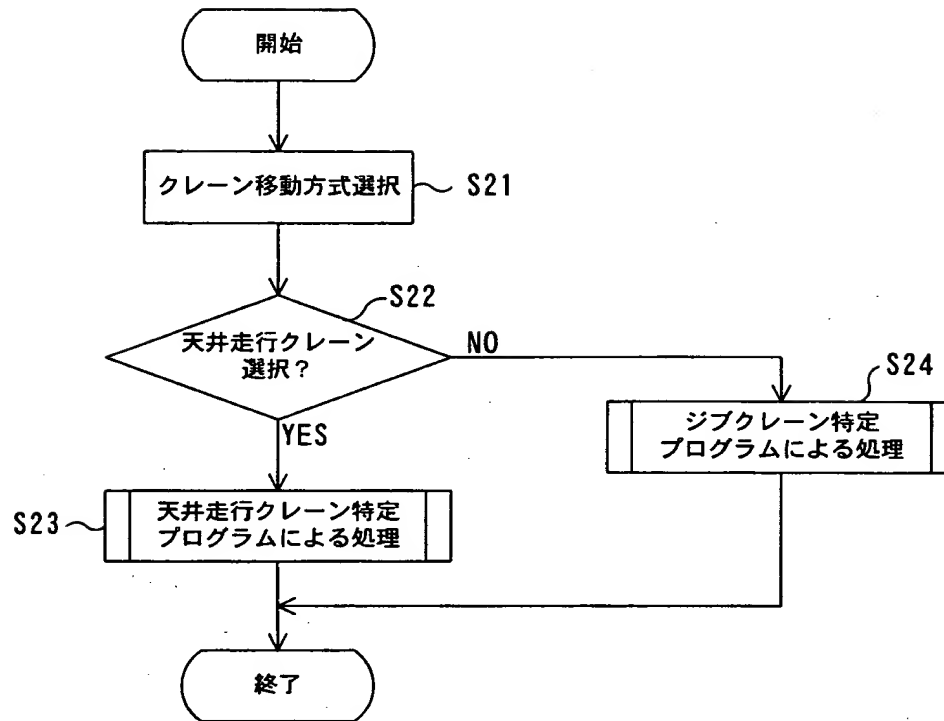 開始
クレーン移動方式選択
S21
S22
天井走行クレーン
選択?
NO
YES
S24
ジブクレーン特定
プログラムによる処理
S23
天井走行クレーン特定
プログラムによる処理
終了